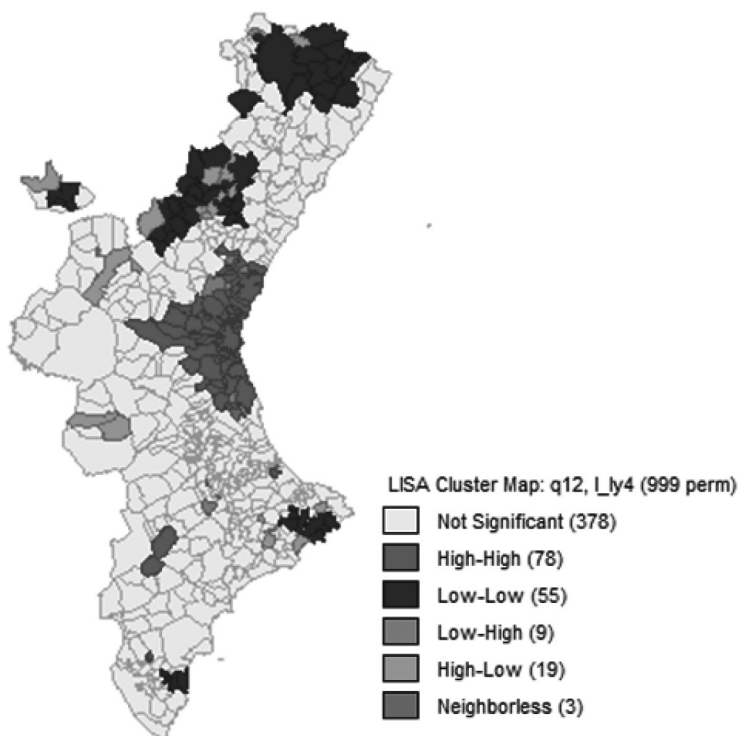 LISA Cluster Map: q12, I_ly4 (999 perm)
Not Significant (378)
High-High (78)
Low-Low (55)
Low-High (9)
High-Low (19)
Neighborless (3)